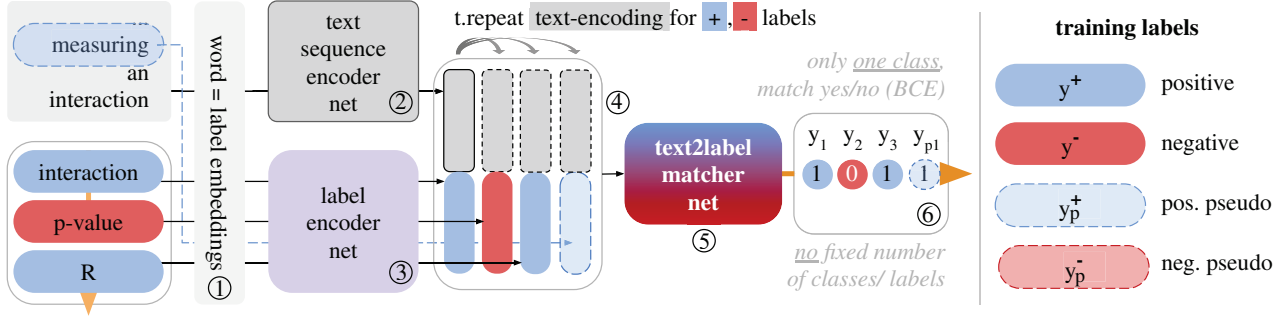 t.repeat text-encoding for + , - labels
measuring
an
interaction
interaction
p-value
R
word = label embeddings ①
text
sequence
encoder
net ②
label
encoder
net ③
④
text2label
matcher
net
⑤
only one class,
match yes/no (BCE)
y1 y2 y3 yp1
1 0 1 1
⑥
no fixed number
of classes/ labels
training labels
y+ positive
y- negative
yp+ pos. pseudo
yp- neg. pseudo